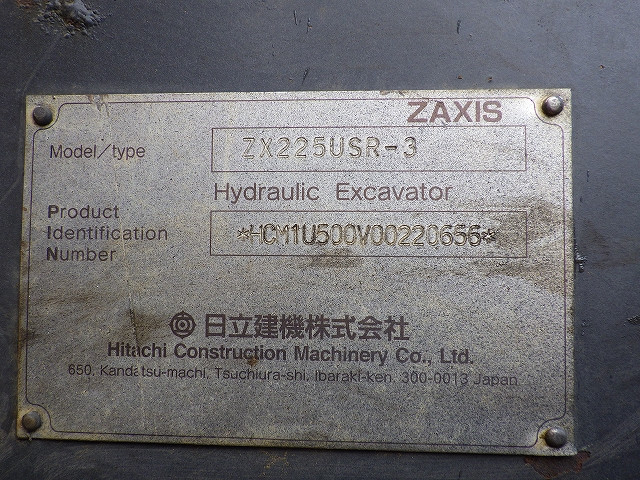 ZAXIS
Model/type ZX225USR-3
Hydraulic Excavator
Product
Identification
Number
*HCM1U500V00220656*
日立建機株式会社
Hitachi Construction Machinery Co., Ltd.
650, Kandatsu-machi, Tsuchiura-shi, Ibaraki-ken, 300-0013 Japan